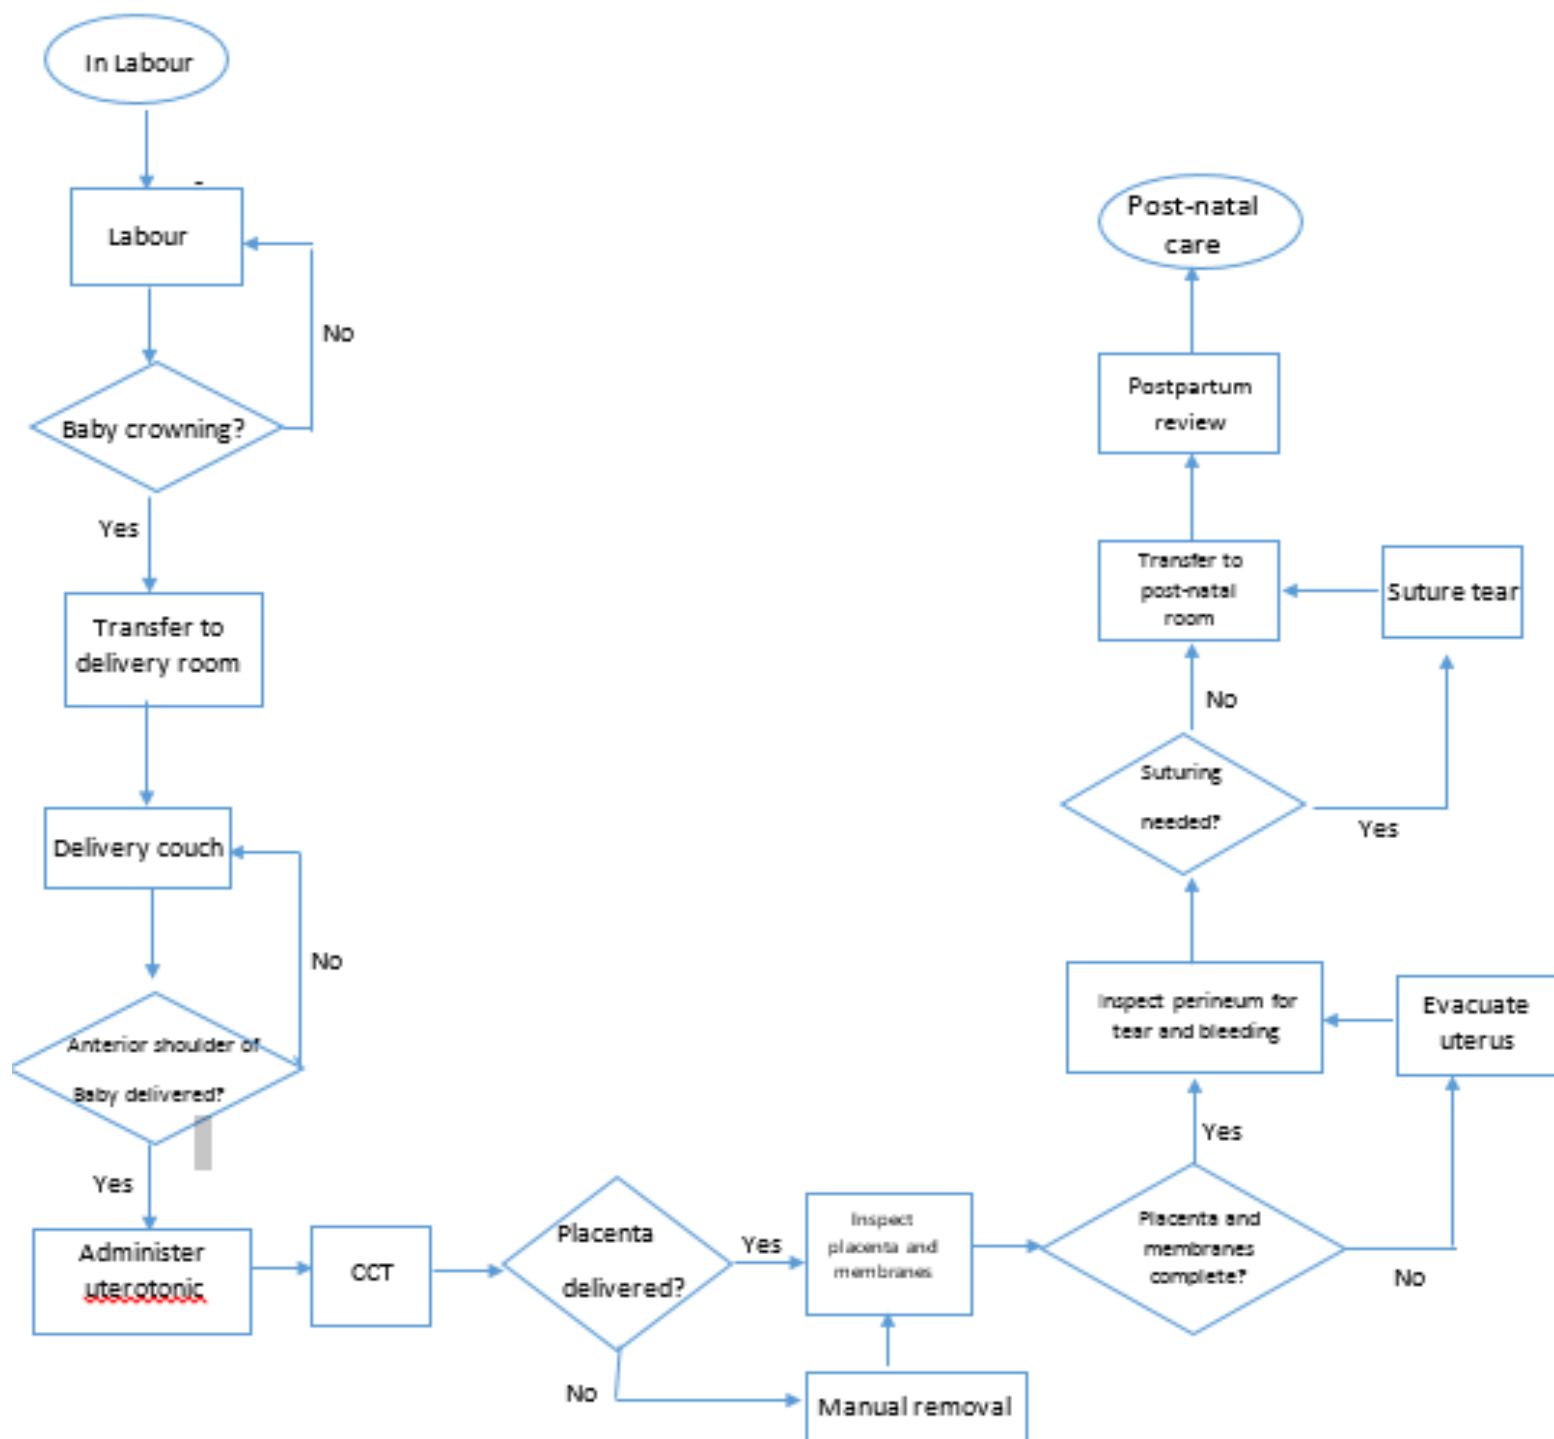 In Labour
Labour
No
Baby crowning?
Yes
Transfer to
delivery room
Delivery couch
No
Anterior shoulder of
Baby delivered?
Yes
Administer
uterotonic
CCT
Placenta
delivered?
Yes
No
Manual removal
Inspect
placenta and
membranes
Placenta and
membranes
complete?
No
Yes
Evacuate
uterus
Inspect perineum for
tear and bleeding
Suturing
needed?
Yes
No
Suture tear
Transfer to
post-natal
room
Postpartum
review
Post-natal
care